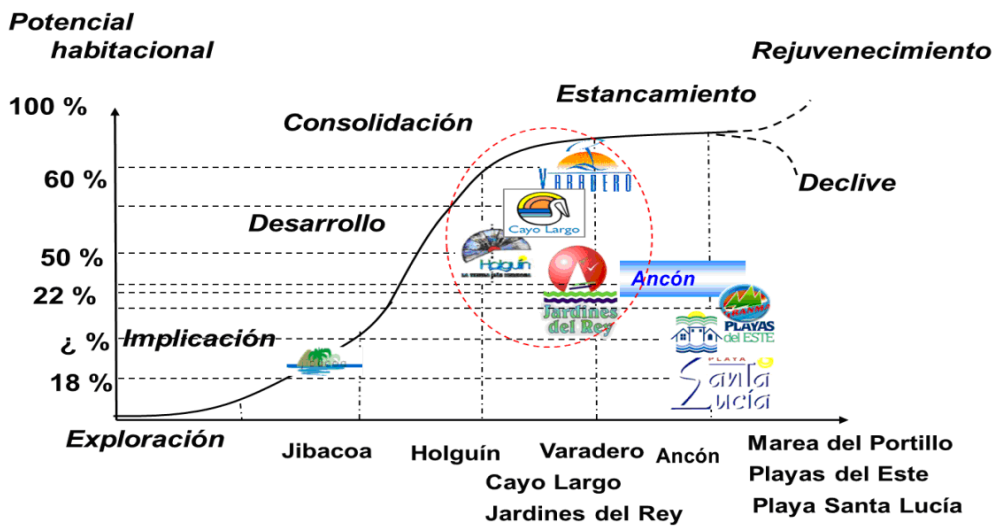 Potencial
habitacional
Rejuvenecimiento
100 %
Estancamiento
Consolidación
60 %
VARADERO
Declive
Cayo Largo
Desarrollo
50 %
Holguín
Ancón
22 %
Jardines
del Rey
GRANMA
PLAYAS
del ESTE
¿ %
Implicación
PLAYA
Santa
Lucía
18 %
Exploración
Jibacoa
Holguín
Varadero
Ancón
Marea del Portillo
Cayo Largo
Playas del Este
Jardines del Rey
Playa Santa Lucía